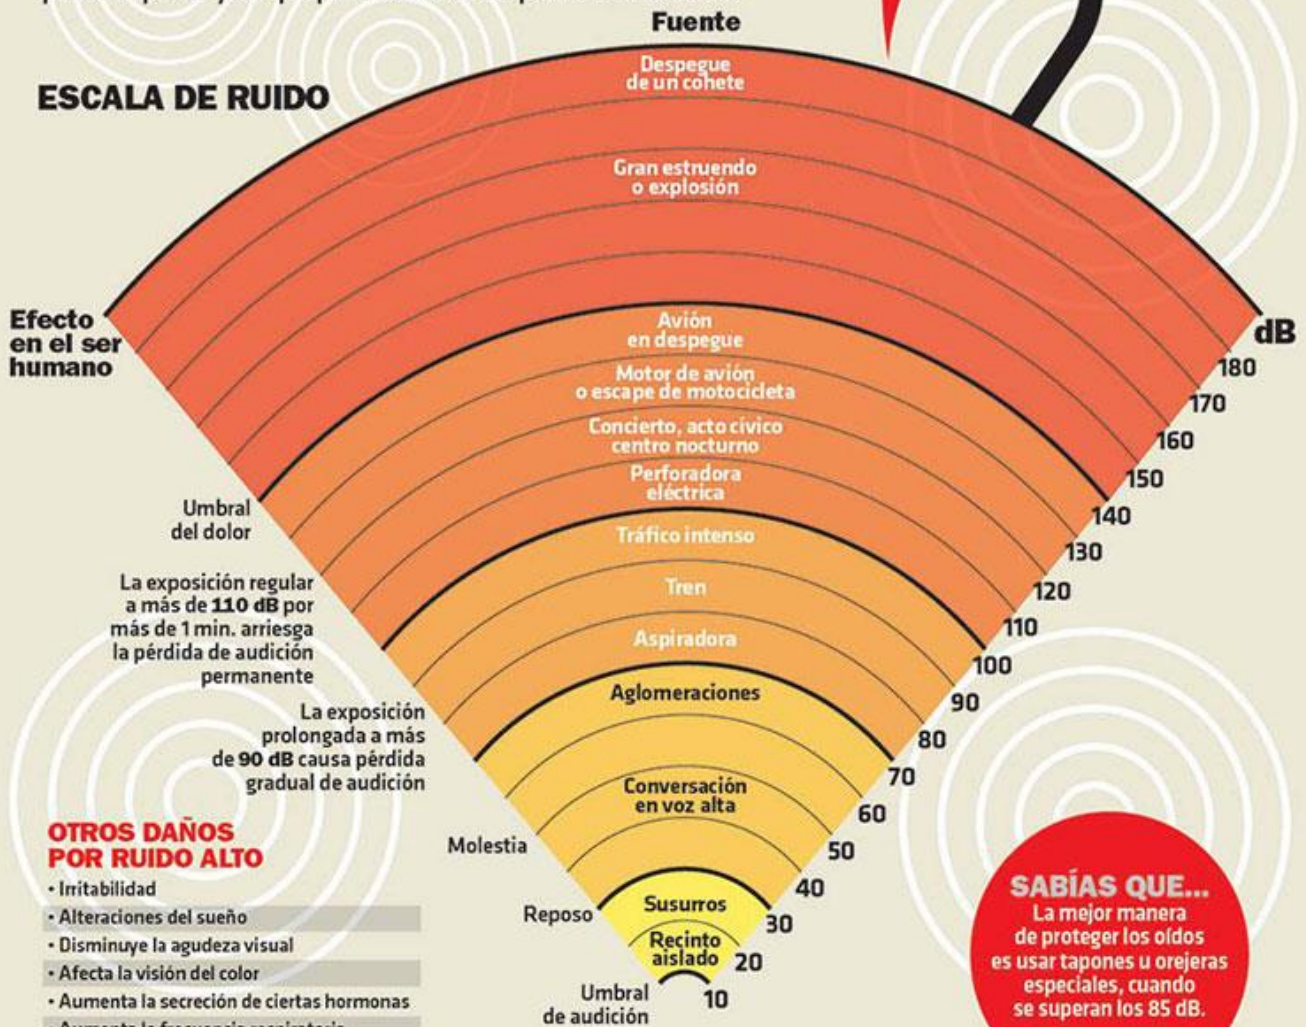 Fuente
ESCALA DE RUIDO
Despegue
de un cohete
Gran estruendo
o explosión
Avión
en despegue
Motor de avión
o escape de motocicleta
Concierto, acto cívico
centro nocturno
Perforadora
eléctrica
Tráfico intenso
Tren
Aspiradora
Aglomeraciones
Conversación
en voz alta
Susurros
Recinto
aislado
Efecto
en el ser
humano
Umbral
del dolor
La exposición regular
a más de 110 dB por
más de 1 min. arriesga
la pérdida de audición
permanente
La exposición
prolongada a más
de 90 dB causa pérdida
gradual de audición
Molestia
Reposo
Umbral
de audición
dB
180
170
160
150
140
130
120
110
100
90
80
70
60
50
40
30
20
10
OTROS DAÑOS
POR RUIDO ALTO
• Irritabilidad
• Alteraciones del sueño
• Disminuye la agudeza visual
• Afecta la visión del color
• Aumenta la secreción de ciertas hormonas
• Aumenta la frecuencia respiratoria
SABÍAS QUE...
La mejor manera
de proteger los oídos
es usar tapones u orejeras
especiales, cuando
se superan los 85 dB.